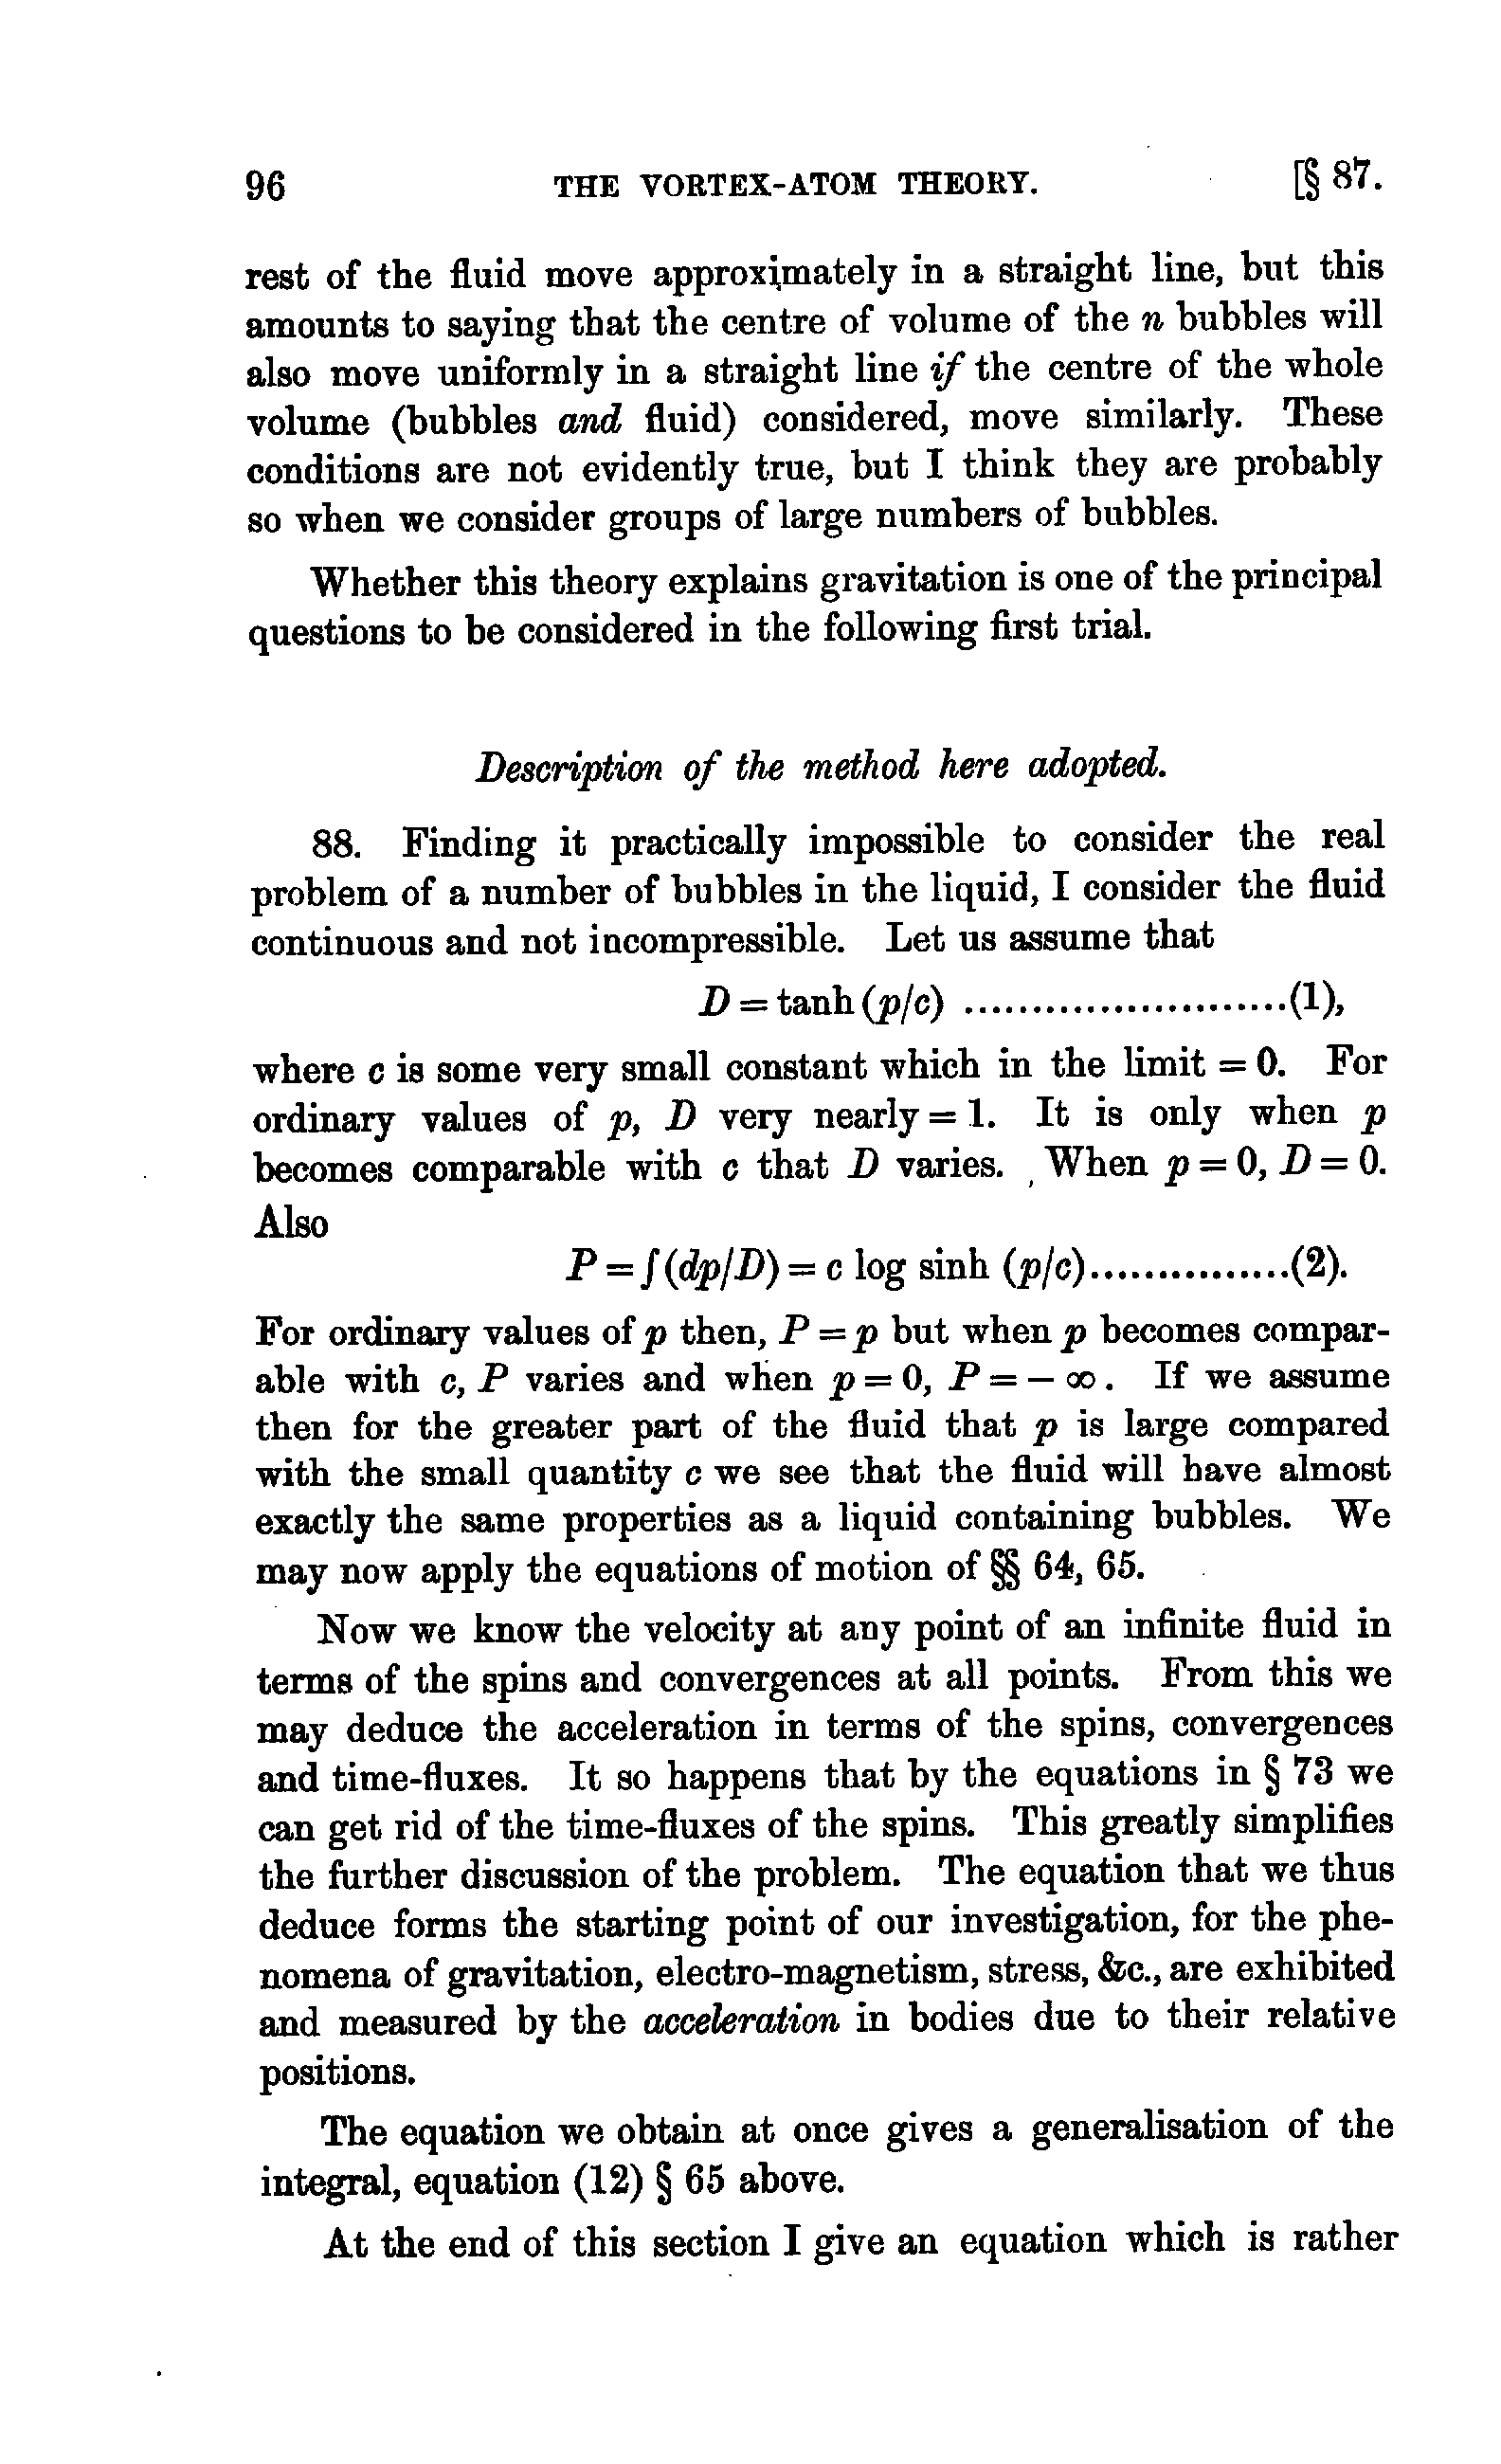 96 THE VORTEX-ATOM THEORY. [§ 87.
rest of the fluid move approximately in a straight line, but this
amounts to saying that the centre of volume of the n bubbles will
also move uniformly in a straight line if the centre of the whole
volume (bubbles and fluid) considered, move similarly. These
conditions are not evidently true, but I think they are probably
so when we consider groups of large numbers of bubbles.
Whether this theory explains gravitation is one of the principal
questions to be considered in the following first trial.
Description of the method here adopted.
88. Finding it practically impossible to consider the real
problem of a number of bubbles in the liquid, I consider the fluid
continuous and not incompressible. Let us assume that
D = tanh (p/c) ........................(1),
where c is some very small constant which in the limit = 0. For
ordinary values of p, D very nearly = 1. It is only when p
becomes comparable with c that D varies. When p = 0, D = 0.
Also
P = ∫ (dp/D) = c log sinh (p/c)...............(2).
For ordinary values of p then, P = p but when p becomes compar-
able with c, P varies and when p = 0, P = − ∞. If we assume
then for the greater part of the fluid that p is large compared
with the small quantity c we see that the fluid will have almost
exactly the same properties as a liquid containing bubbles. We
may now apply the equations of motion of §§ 64, 65.
Now we know the velocity at any point of an infinite fluid in
terms of the spins and convergences at all points. From this we
may deduce the acceleration in terms of the spins, convergences
and time-fluxes. It so happens that by the equations in § 73 we
can get rid of the time-fluxes of the spins. This greatly simplifies
the further discussion of the problem. The equation that we thus
deduce forms the starting point of our investigation, for the phe-
nomena of gravitation, electro-magnetism, stress, &c., are exhibited
and measured by the acceleration in bodies due to their relative
positions.
The equation we obtain at once gives a generalisation of the
integral, equation (12) § 65 above.
At the end of this section I give an equation which is rather